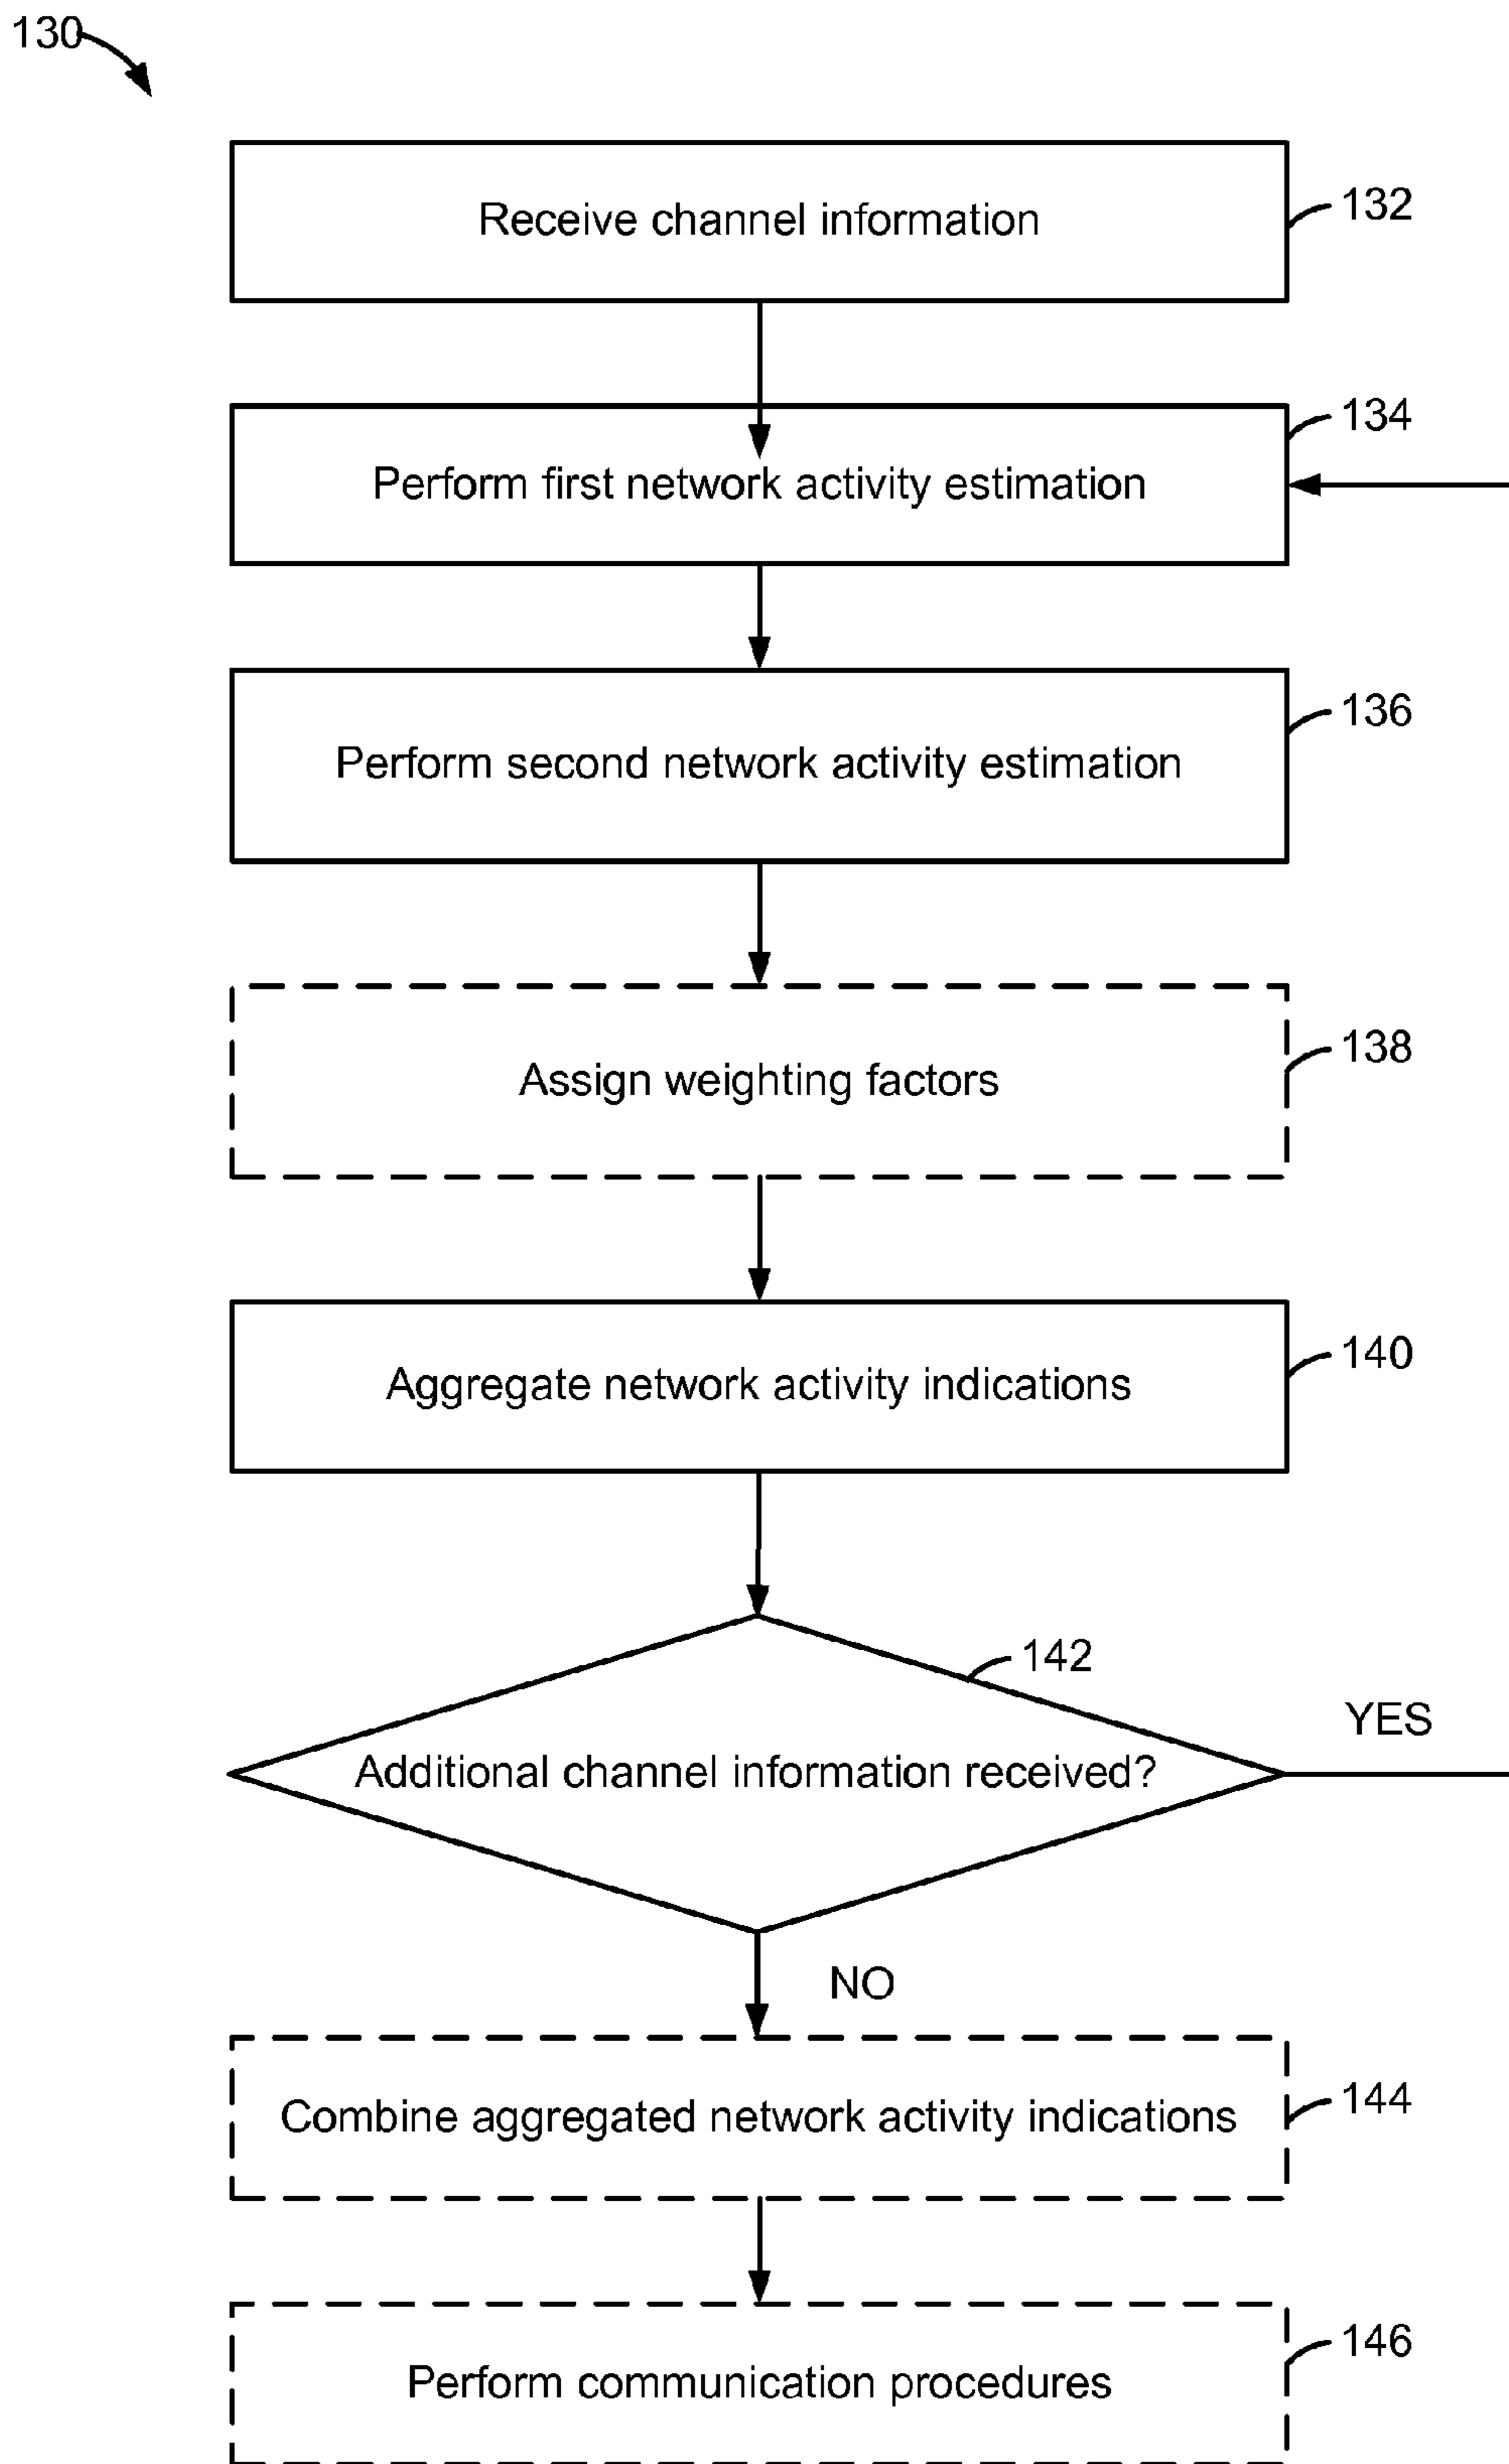 130
Receive channel information
132
Perform first network activity estimation
134
Perform second network activity estimation
136
Assign weighting factors
138
Aggregate network activity indications
140
142
Additional channel information received?
YES
NO
Combine aggregated network activity indications
144
Perform communication procedures
146